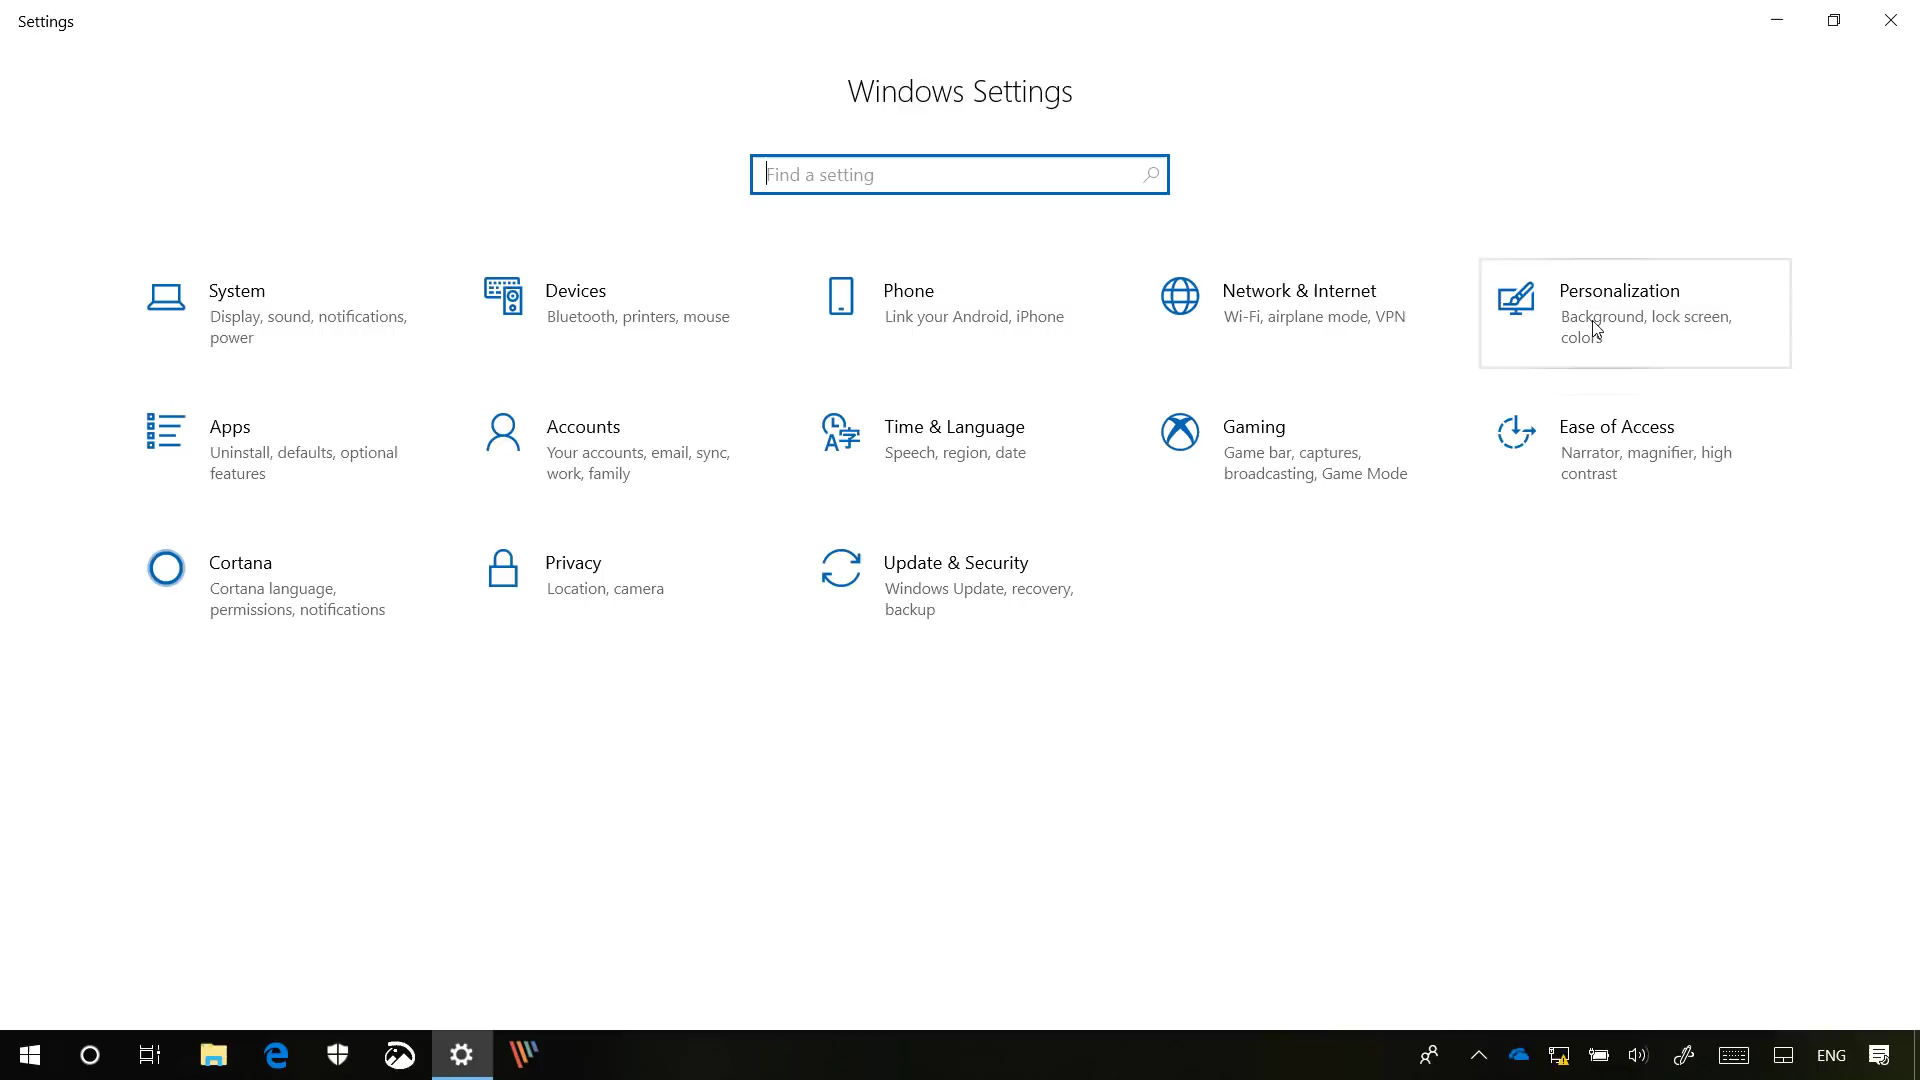 Settings
Windows Settings
Find a setting
System
Display, sound, notifications,
power
Devices
Bluetooth, printers, mouse
Phone
Link your Android, iPhone
Network & Internet
Wi-Fi, airplane mode, VPN
Personalization
Background, lock screen,
colors
Apps
Uninstall, defaults, optional
features
Accounts
Your accounts, email, sync,
work, family
Time & Language
Speech, region, date
Gaming
Game bar, captures,
broadcasting, Game Mode
Ease of Access
Narrator, magnifier, high
contrast
Cortana
Cortana language,
permissions, notifications
Privacy
Location, camera
Update & Security
Windows Update, recovery,
backup
ENG